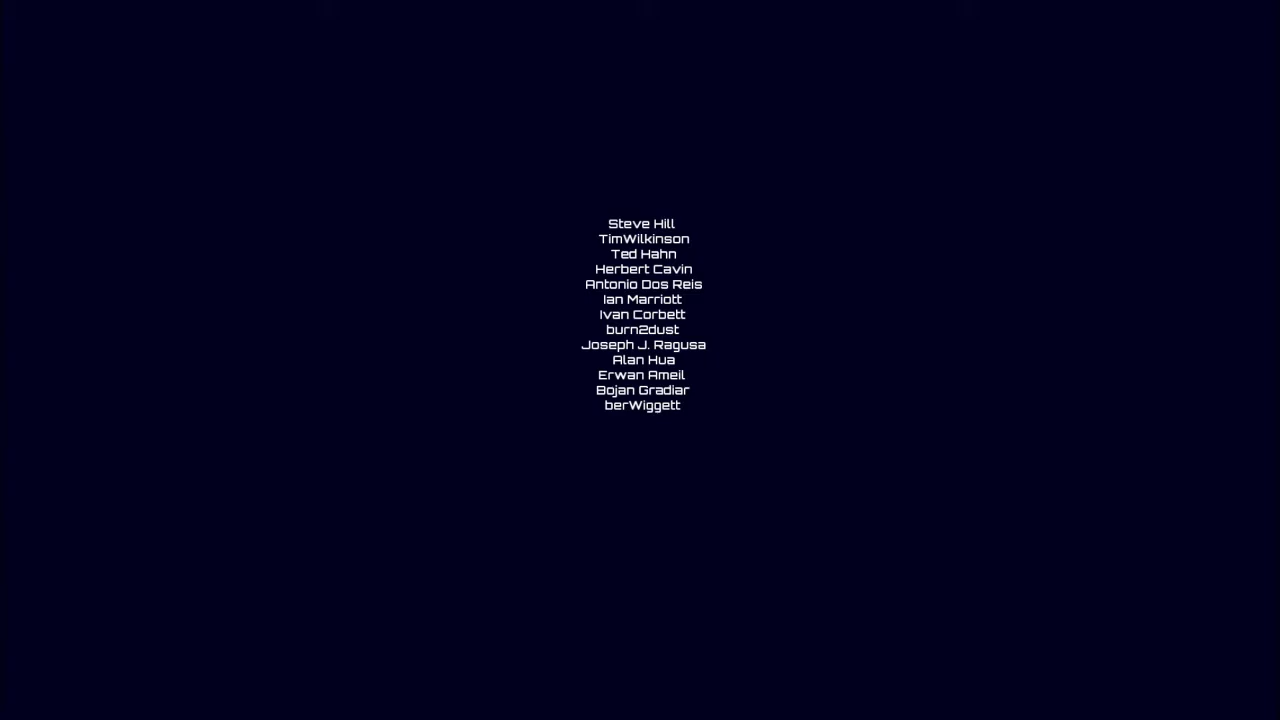 Steve Hill
TimWilkinson
Ted Hahn
Herbert Cavin
Antonio Dos Reis
Ian Marriott
Ivan Corbett
burn2dust
Joseph J. Ragusa
Alan Hua
Erwan Ameil
Bojan Gradiar
berWiggett